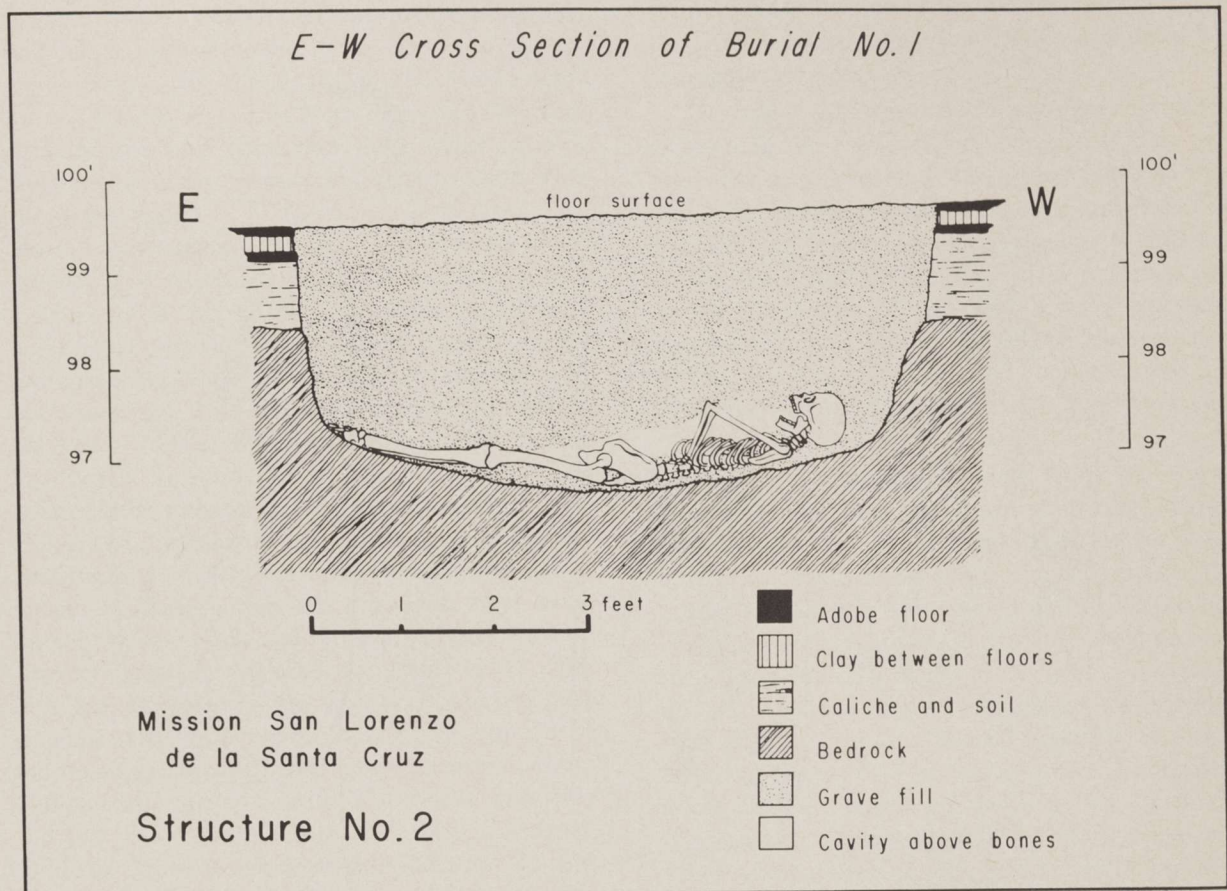 E-W Cross Section of Burial No. 1
100'
99
98
97
E
floor surface
W
100'
99
98
97
0 1 2 3 feet
Adobe floor
Clay between floors
Caliche and soil
Bedrock
Grave fill
Cavity above bones
Mission San Lorenzo
de la Santa Cruz
Structure No. 2